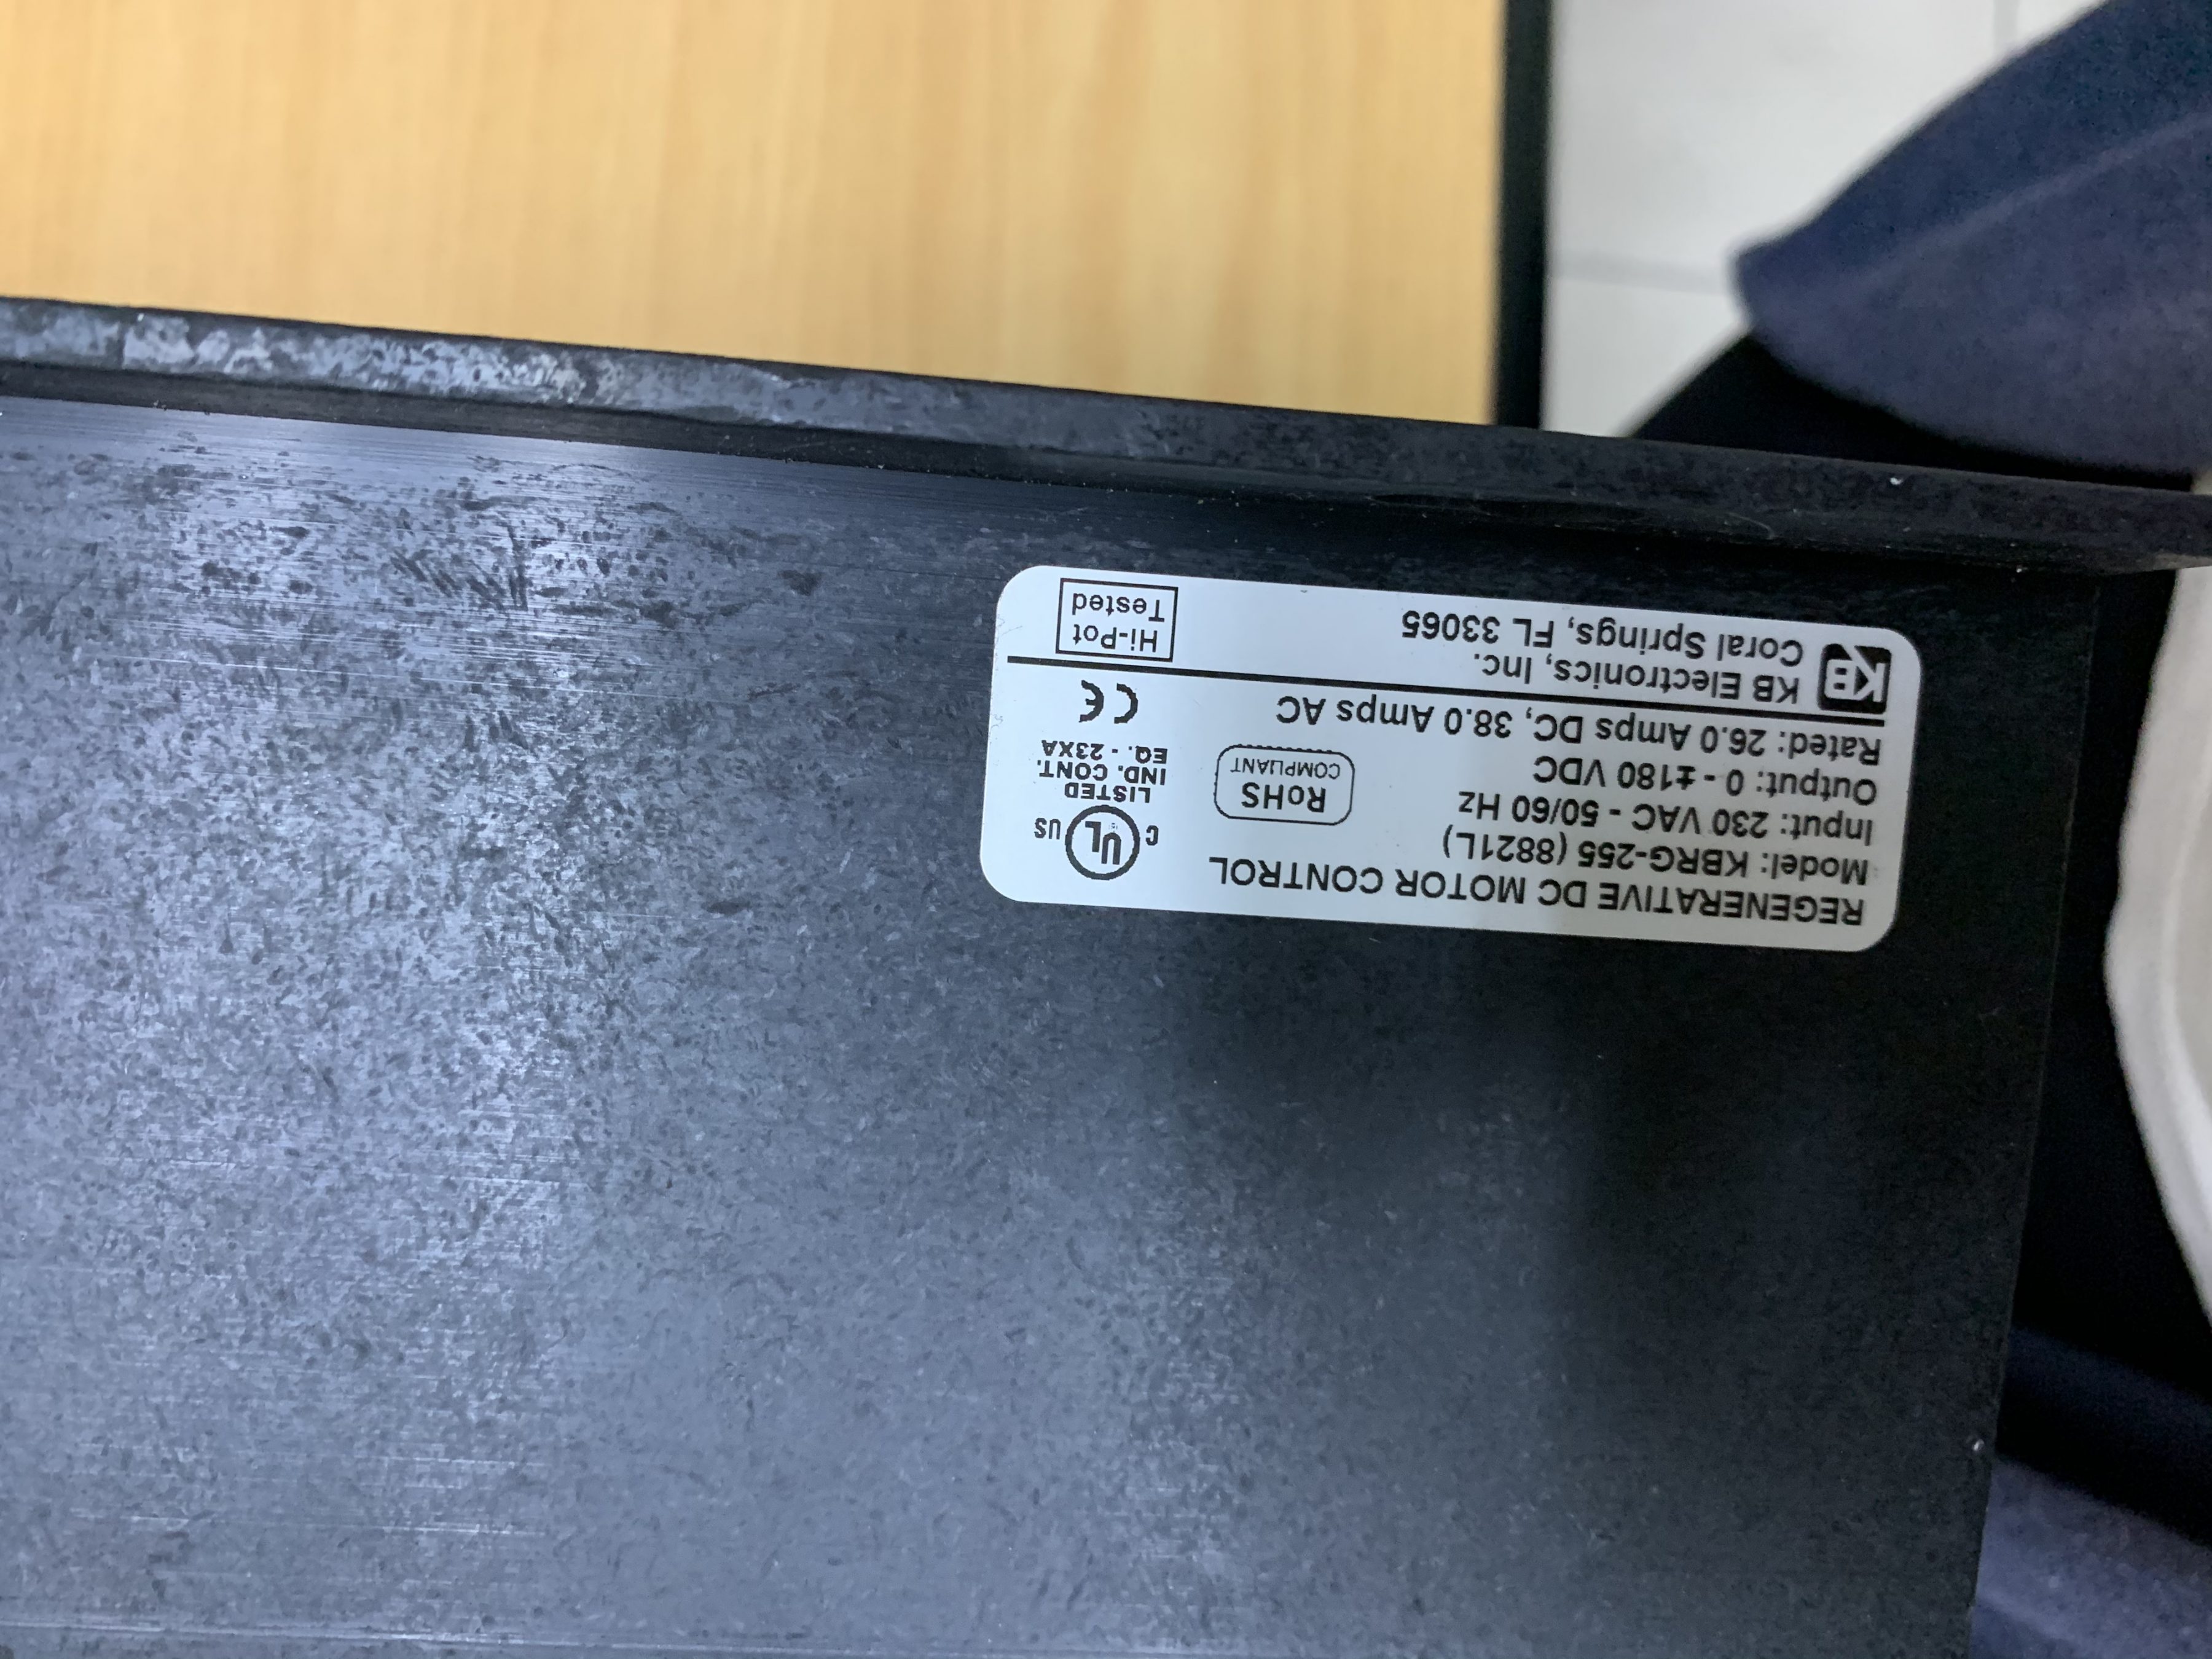 REGENERATIVE DC MOTOR CONTROL
Model: KBRG-255 (8821L)
Input: 230 VAC - 50/60 Hz
Output: 0 - ±180 VDC
Rated: 26.0 Amps DC, 38.0 Amps AC
RoHS
COMPLIANT
C UL US
LISTED
IND. CONT.
EQ. - 23XA
CE
KB
KB Electronics, Inc.
Coral Springs, FL 33065
Hi-Pot
Tested